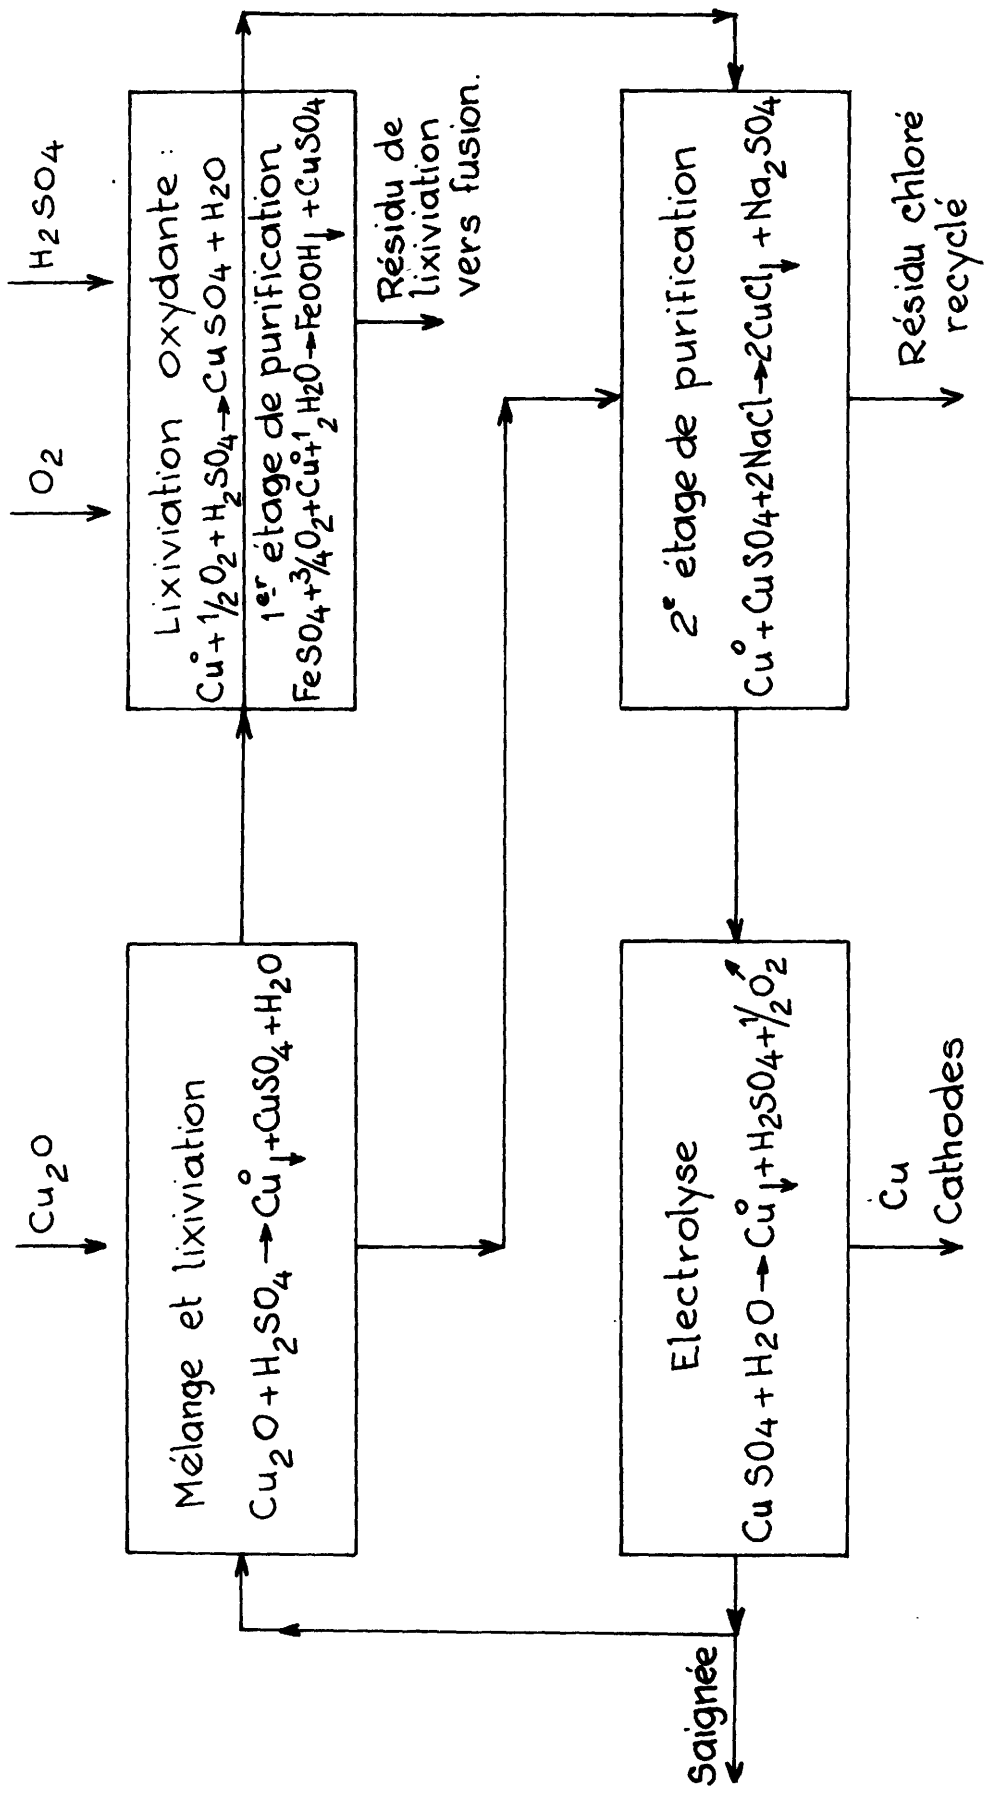 Cu2O
O2
H2SO4
Mélange et lixiviation
Cu2O + H2SO4 → Cu° ↓ + CuSO4 + H2O
Lixiviation oxydante :
Cu° + 1/2 O2 + H2SO4 → CuSO4 + H2O
1er étage de purification
FeSO4 + 3/4 O2 + Cu° + 1/2 H2O → FeOOH ↓ + CuSO4
Résidu de
lixiviation
vers fusion.
Saignée
Electrolyse
CuSO4 + H2O → Cu° ↓ + H2SO4 + 1/2 O2 ↗
Cu
Cathodes
2e étage de purification
Cu° + CuSO4 + 2NaCl → 2CuCl ↓ + Na2SO4
Résidu chloré
recyclé